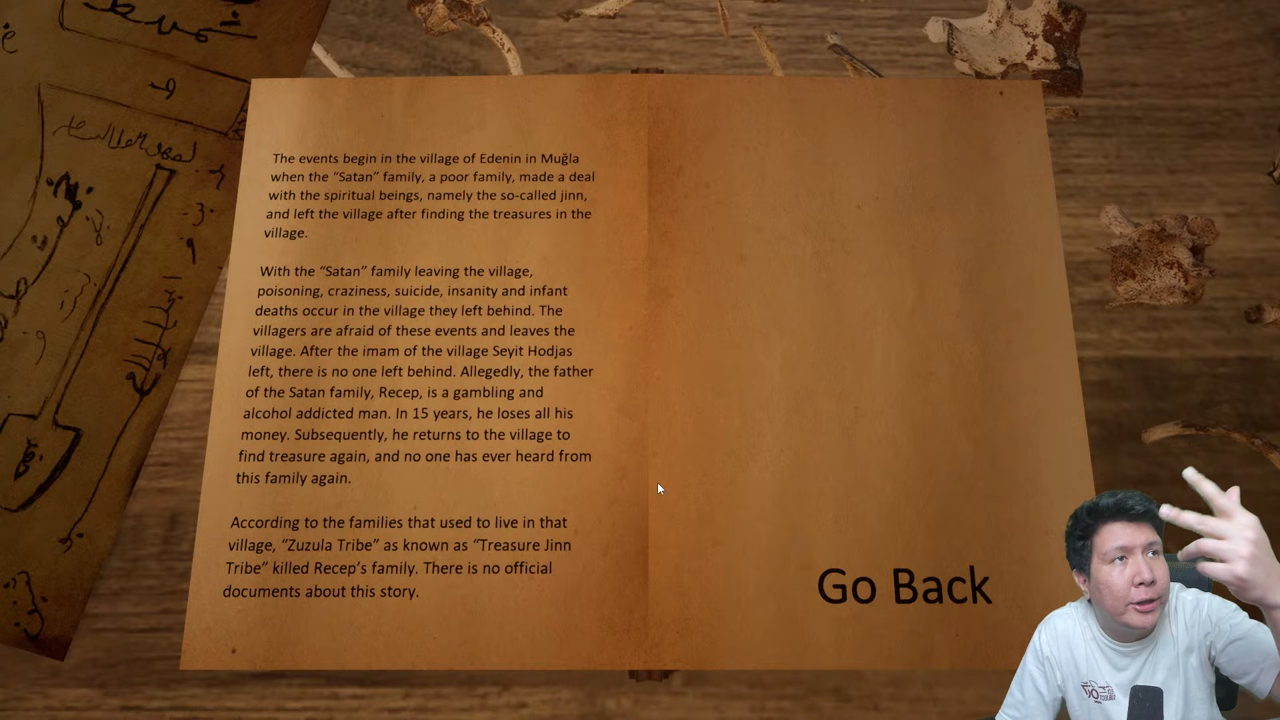 The events begin in the village of Edenin in Muğla
when the “Satan” family, a poor family, made a deal
with the spiritual beings, namely the so-called jinn,
and left the village after finding the treasures in the
village.
With the “Satan” family leaving the village,
poisoning, craziness, suicide, insanity and infant
deaths occur in the village they left behind. The
villagers are afraid of these events and leaves the
village. After the imam of the village Seyit Hodjas
left, there is no one left behind. Allegedly, the father
of the Satan family, Recep, is a gambling and
alcohol addicted man. In 15 years, he loses all his
money. Subsequently, he returns to the village to
find treasure again, and no one has ever heard from
this family again.
According to the families that used to live in that
village, “Zuzula Tribe” as known as “Treasure Jinn
Tribe” killed Recep’s family. There is no official
documents about this story.
Go Back